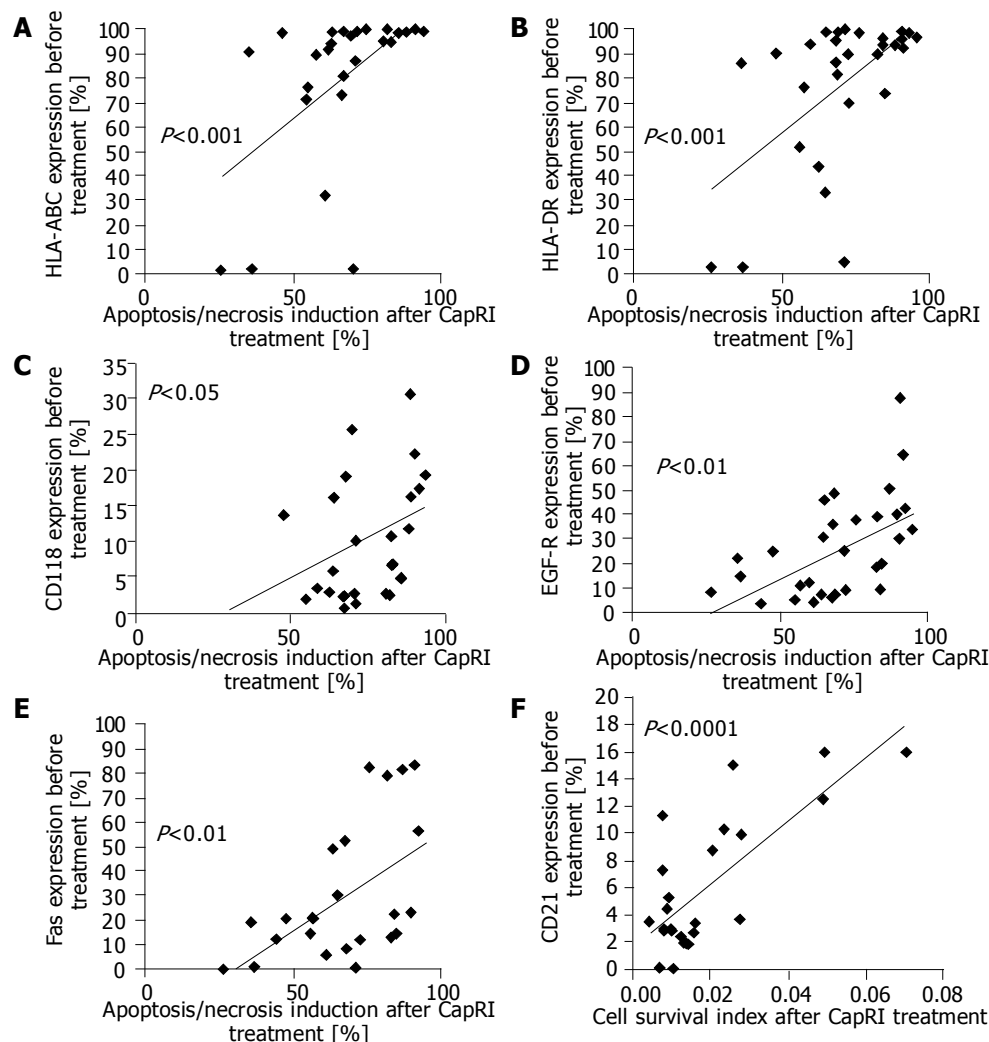 A
HLA-ABC expression before
treatment [%]
100
90
80
70
60
50
40
30
20
10
0
P<0.001
0
50
100
Apoptosis/necrosis induction after CapRI
treatment [%]
B
HLA-DR expression before
treatment [%]
100
90
80
70
60
50
40
30
20
10
0
P<0.001
0
50
100
Apoptosis/necrosis induction after CapRI
treatment [%]
C
CD118 expression before
treatment [%]
35
30
25
20
15
10
5
0
P<0.05
0
50
100
Apoptosis/necrosis induction after CapRI
treatment [%]
D
EGF-R expression before
treatment [%]
100
90
80
70
60
50
40
30
20
10
0
P<0.01
0
50
100
Apoptosis/necrosis induction after CapRI
treatment [%]
E
Fas expression before
treatment [%]
100
90
80
70
60
50
40
30
20
10
0
P<0.01
0
50
100
Apoptosis/necrosis induction after CapRI
treatment [%]
F
CD21 expression before
treatment [%]
20
18
16
14
12
10
8
6
4
2
0
P<0.0001
0.00
0.02
0.04
0.06
0.08
Cell survival index after CapRI treatment